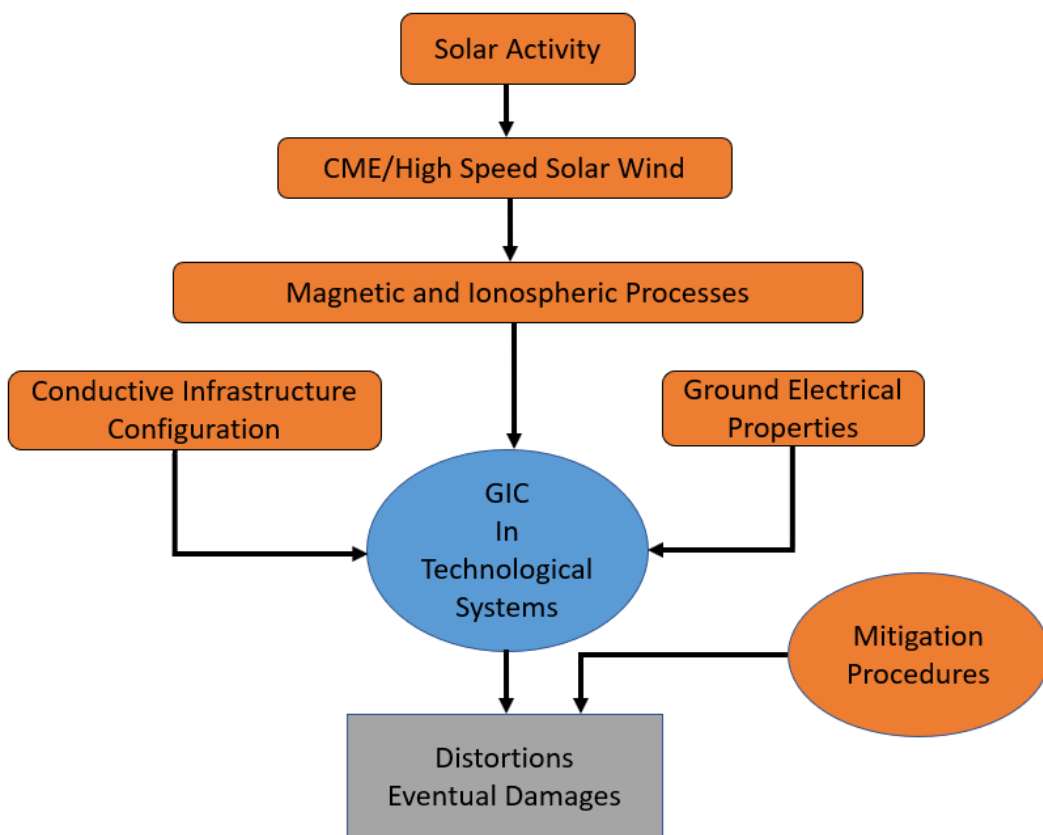 Solar Activity
CME/High Speed Solar Wind
Magnetic and Ionospheric Processes
Conductive Infrastructure
Configuration
Ground Electrical
Properties
GIC
In
Technological
Systems
Mitigation
Procedures
Distortions
Eventual Damages